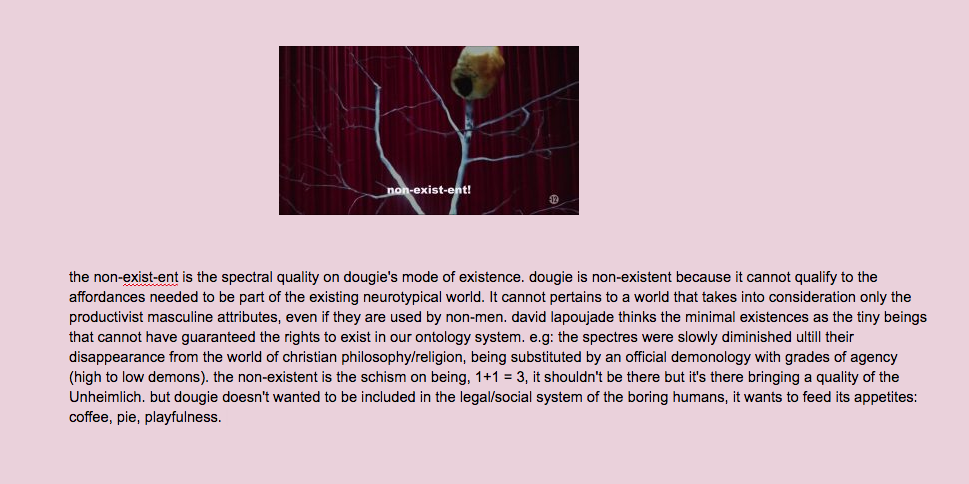 non-exist-ent!
the non-exist-ent is the spectral quality on dougie's mode of existence. dougie is non-existent because it cannot qualify to the
affordances needed to be part of the existing neurotypical world. It cannot pertains to a world that takes into consideration only the
productivist masculine attributes, even if they are used by non-men. david lapoujade thinks the minimal existences as the tiny beings
that cannot have guaranteed the rights to exist in our ontology system. e.g: the spectres were slowly diminished ultill their
disappearance from the world of christian philosophy/religion, being substituted by an official demonology with grades of agency
(high to low demons). the non-existent is the schism on being, 1+1 = 3, it shouldn't be there but it's there bringing a quality of the
Unheimlich. but dougie doesn't wanted to be included in the legal/social system of the boring humans, it wants to feed its appetites:
coffee, pie, playfulness.